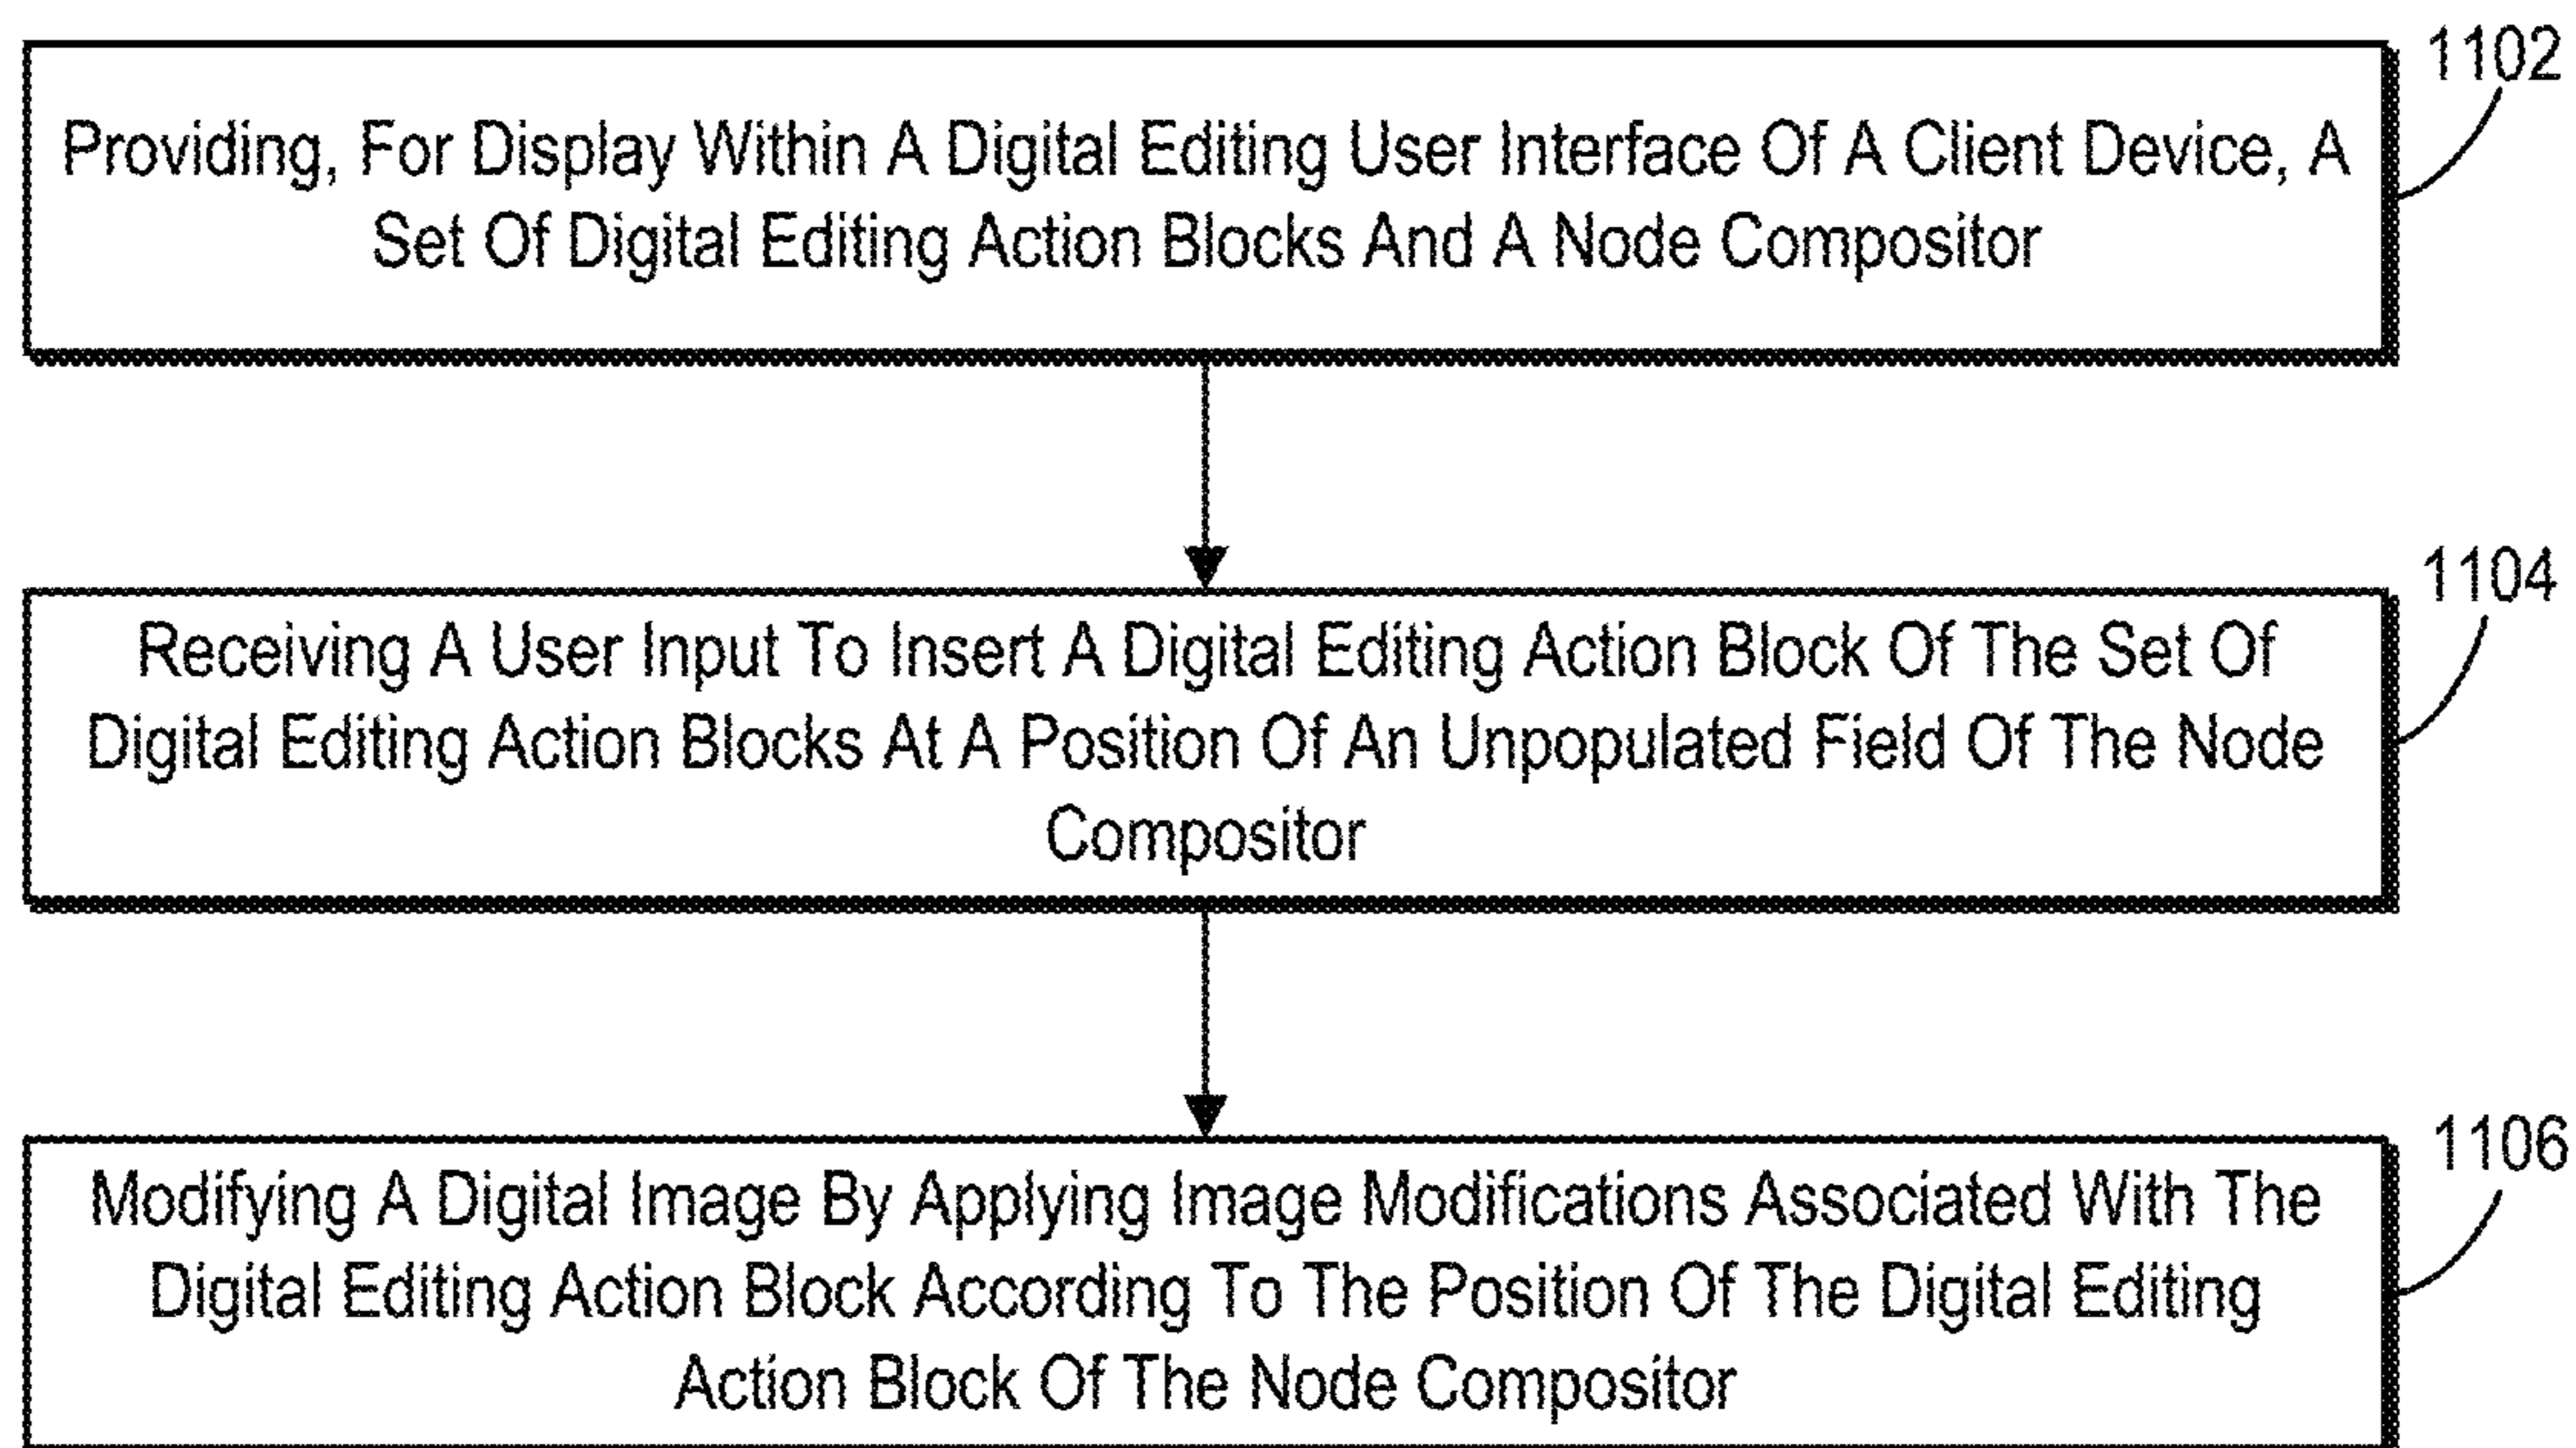 1102
Providing, For Display Within A Digital Editing User Interface Of A Client Device, A
Set Of Digital Editing Action Blocks And A Node Compositor
1104
Receiving A User Input To Insert A Digital Editing Action Block Of The Set Of
Digital Editing Action Blocks At A Position Of An Unpopulated Field Of The Node
Compositor
1106
Modifying A Digital Image By Applying Image Modifications Associated With The
Digital Editing Action Block According To The Position Of The Digital Editing
Action Block Of The Node Compositor